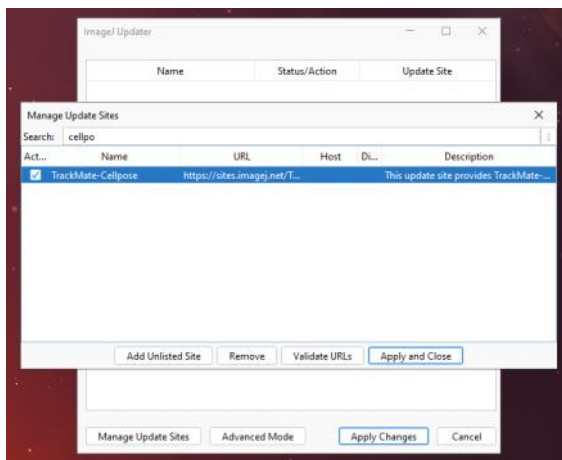 ImageJ Updater
Name Status/Action Update Site
Manage Update Sites
Search: cellpo
Act... Name URL Host Di... Description
TrackMate-Cellpose https://sites.imagej.net/T... This update site provides TrackMate-...
Add Unlisted Site Remove Validate URLs Apply and Close
Manage Update Sites Advanced Mode Apply Changes Cancel